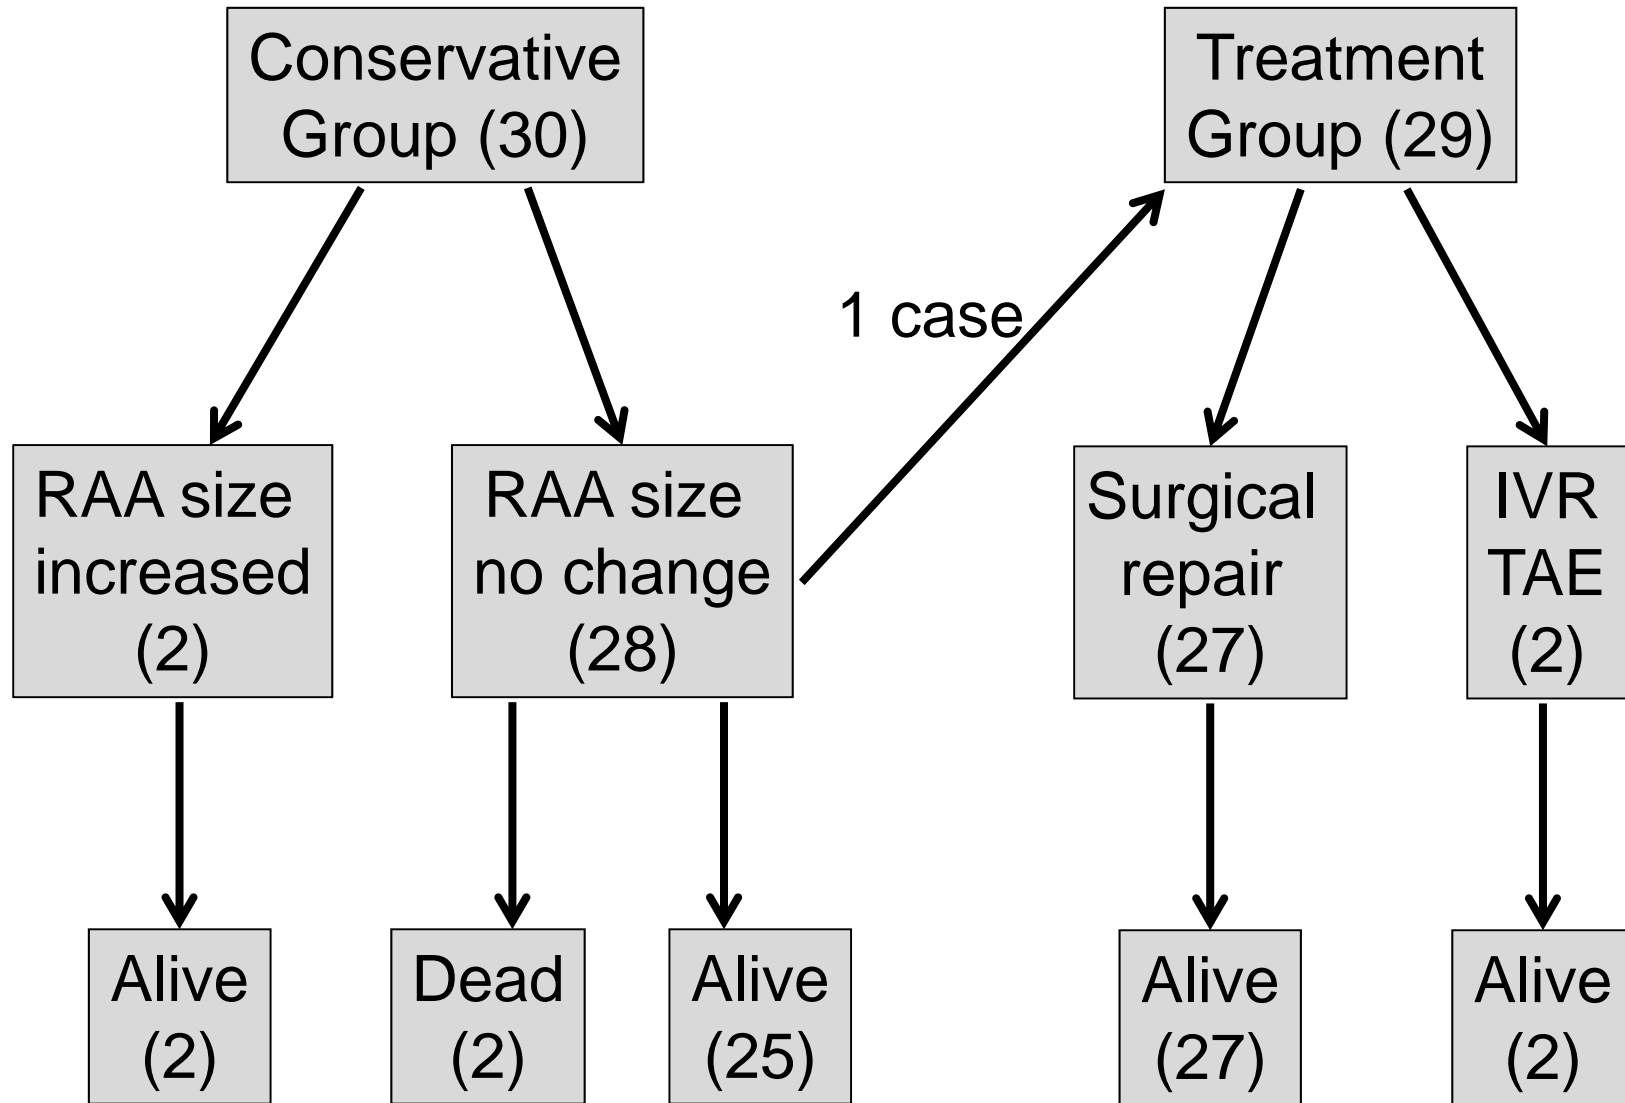 Conservative
Group (30)
Treatment
Group (29)
1 case
RAA size
increased
(2)
RAA size
no change
(28)
Surgical
repair
(27)
IVR
TAE
(2)
Alive
(2)
Dead
(2)
Alive
(25)
Alive
(27)
Alive
(2)